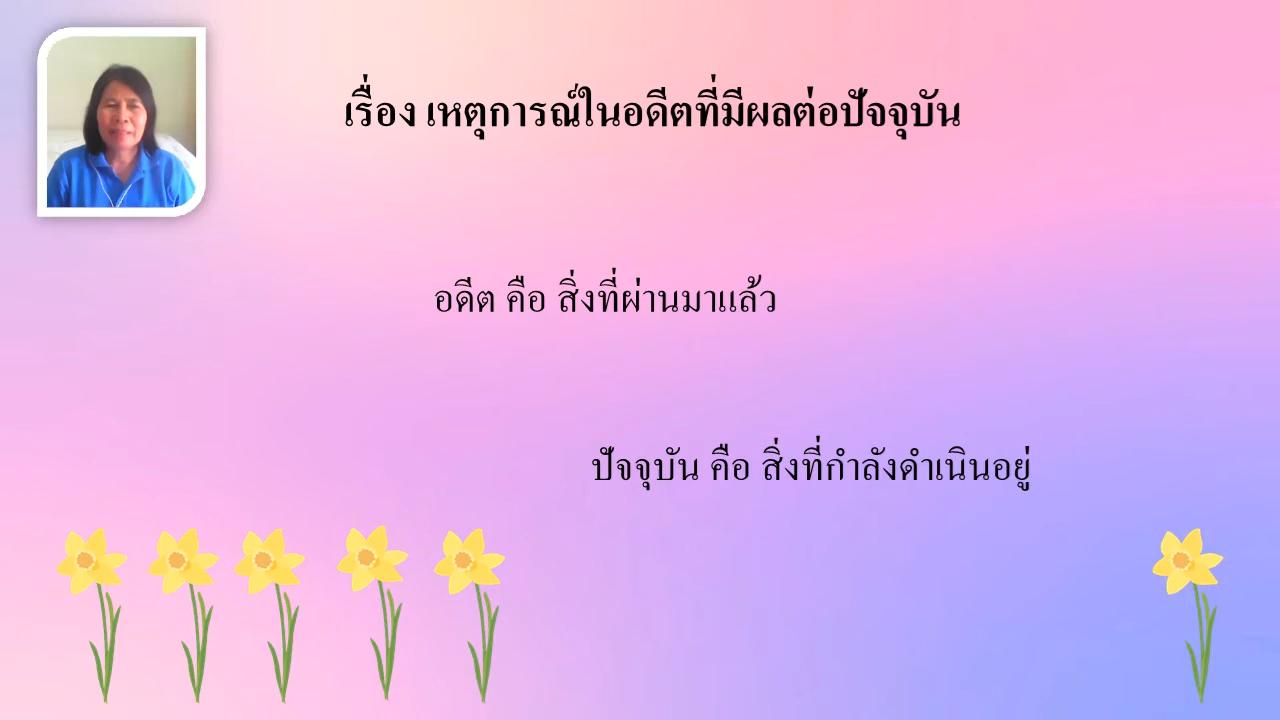 เรื่อง เหตุการณ์ในอดีตที่มีผลต่อปัจจุบัน
อดีต คือ สิ่งที่ผ่านมาแล้ว
ปัจจุบัน คือ สิ่งที่กำลังดำเนินอยู่